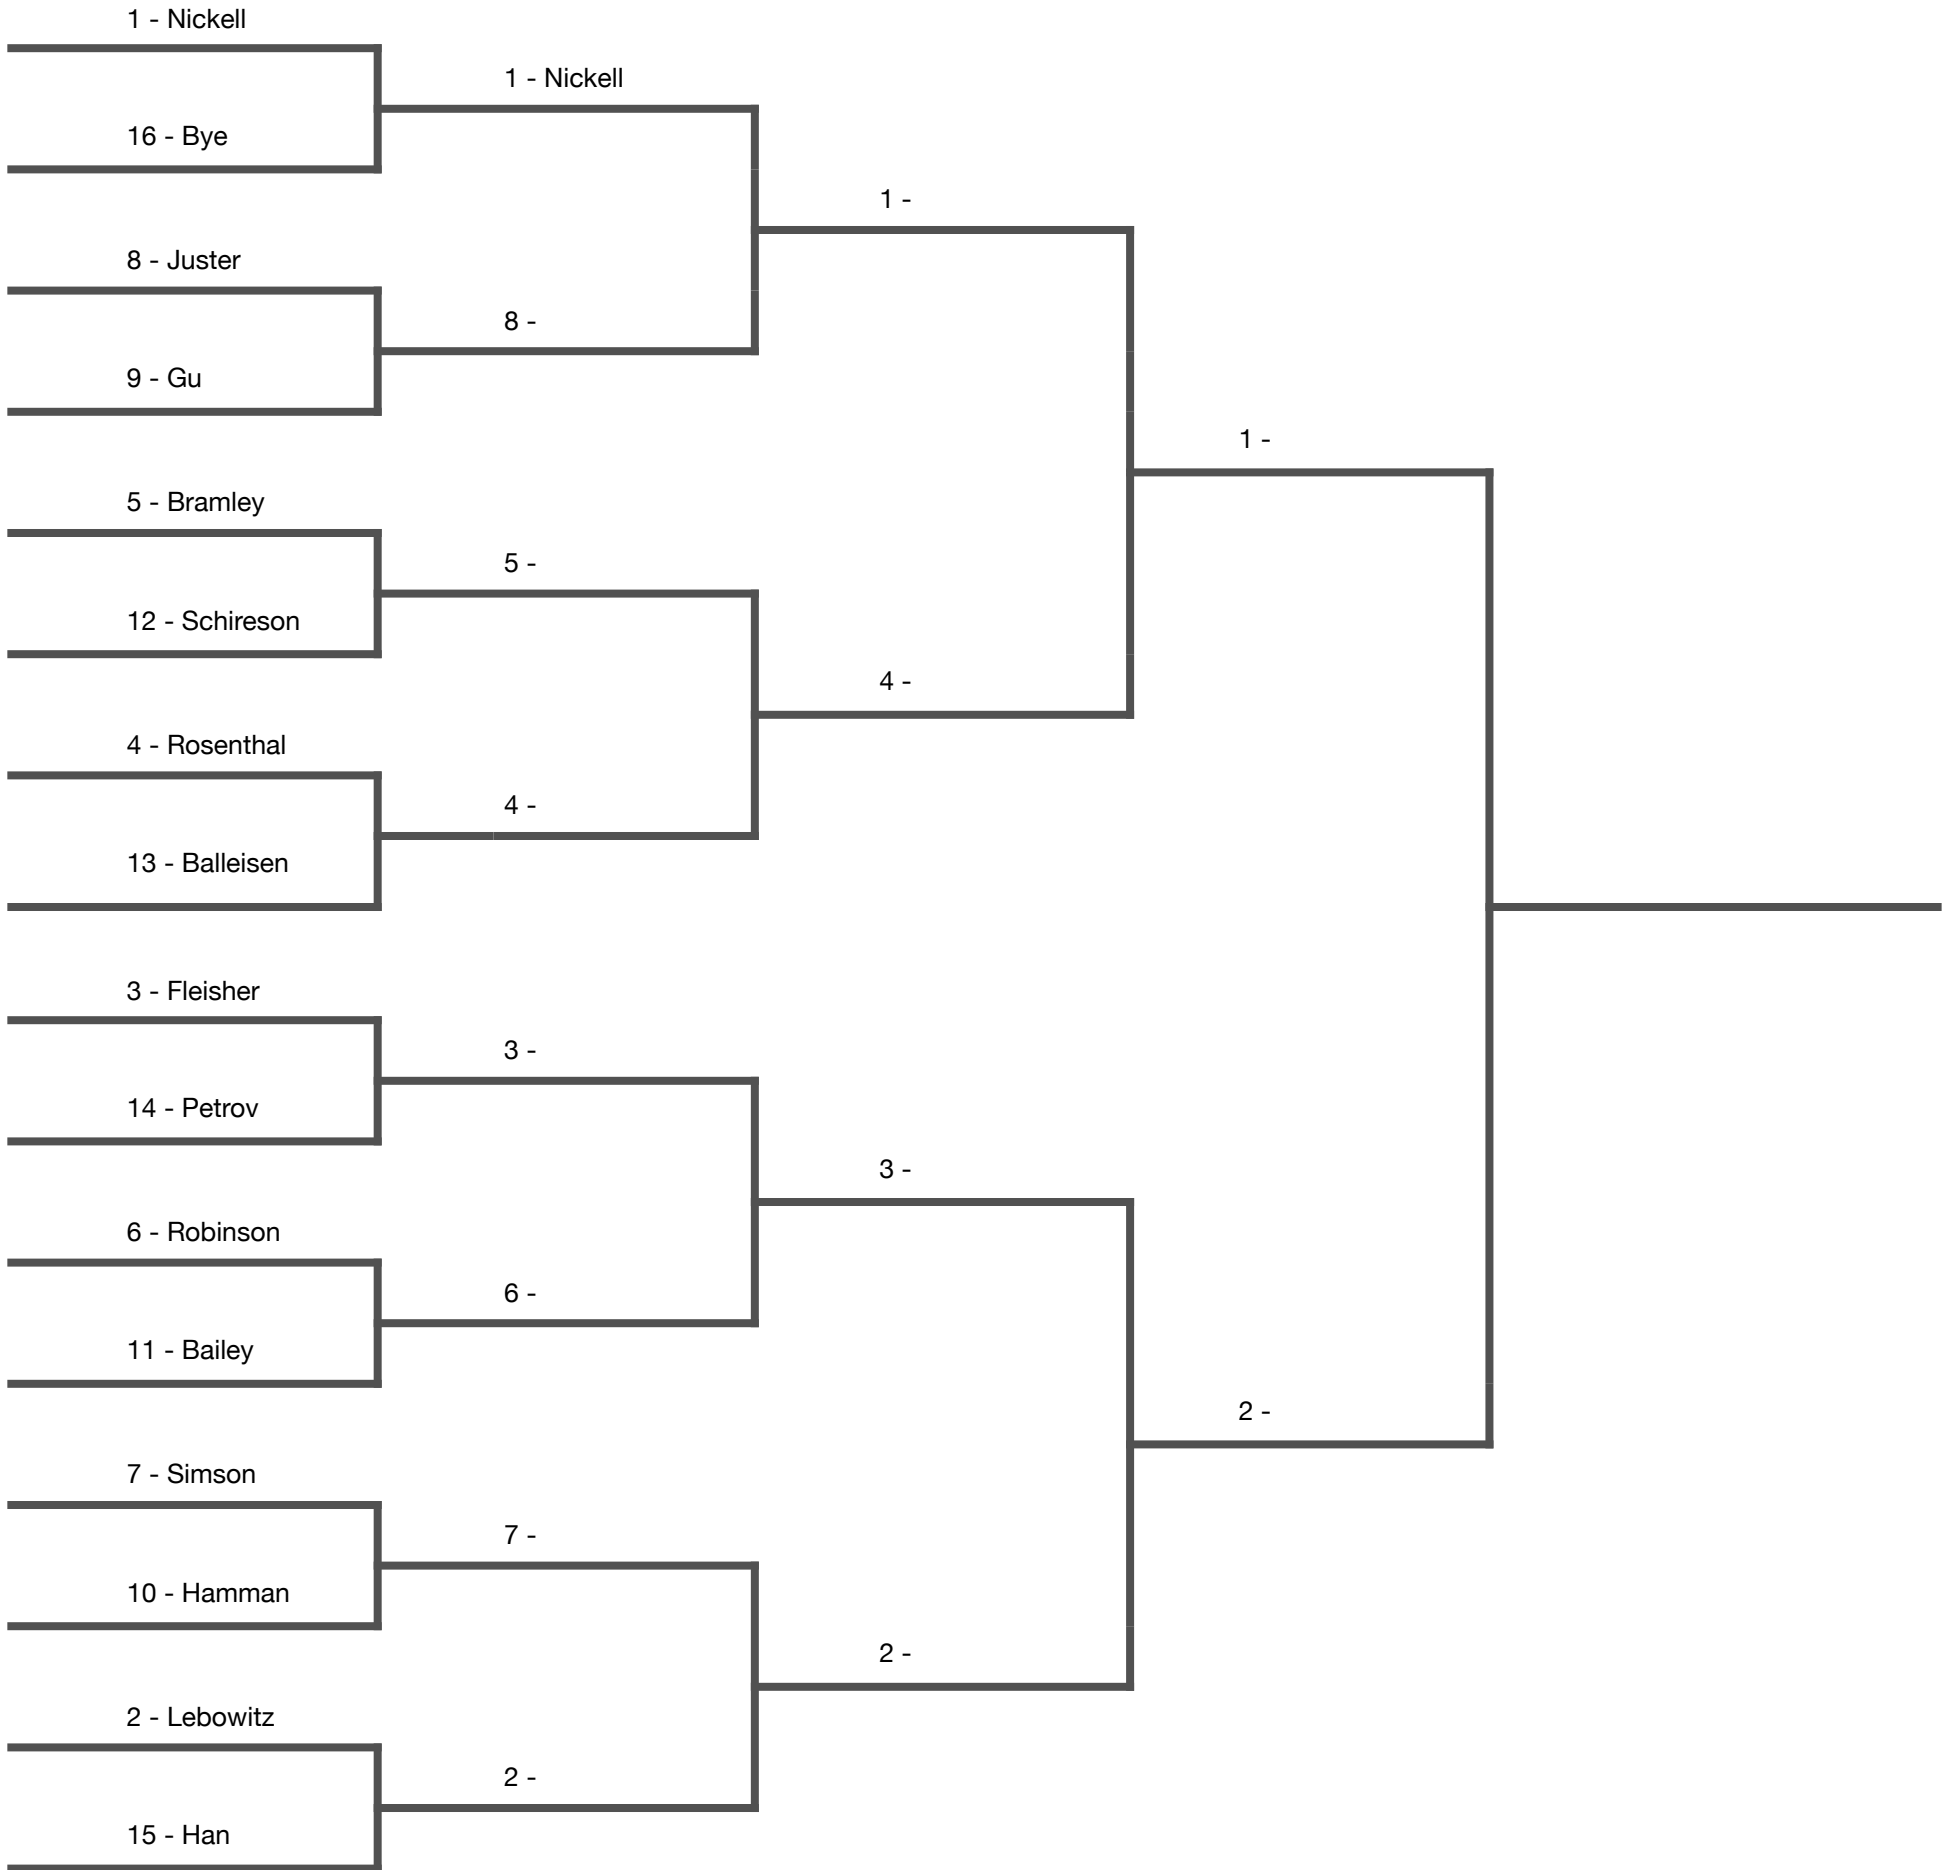 1 - Nickell
16 - Bye
8 - Juster
9 - Gu
5 - Bramley
12 - Schireson
4 - Rosenthal
13 - Balleisen
3 - Fleisher
14 - Petrov
6 - Robinson
11 - Bailey
7 - Simson
10 - Hamman
2 - Lebowitz
15 - Han
1 - Nickell
8 -
5 -
4 -
3 -
6 -
7 -
2 -
1 -
4 -
3 -
2 -
1 -
2 -